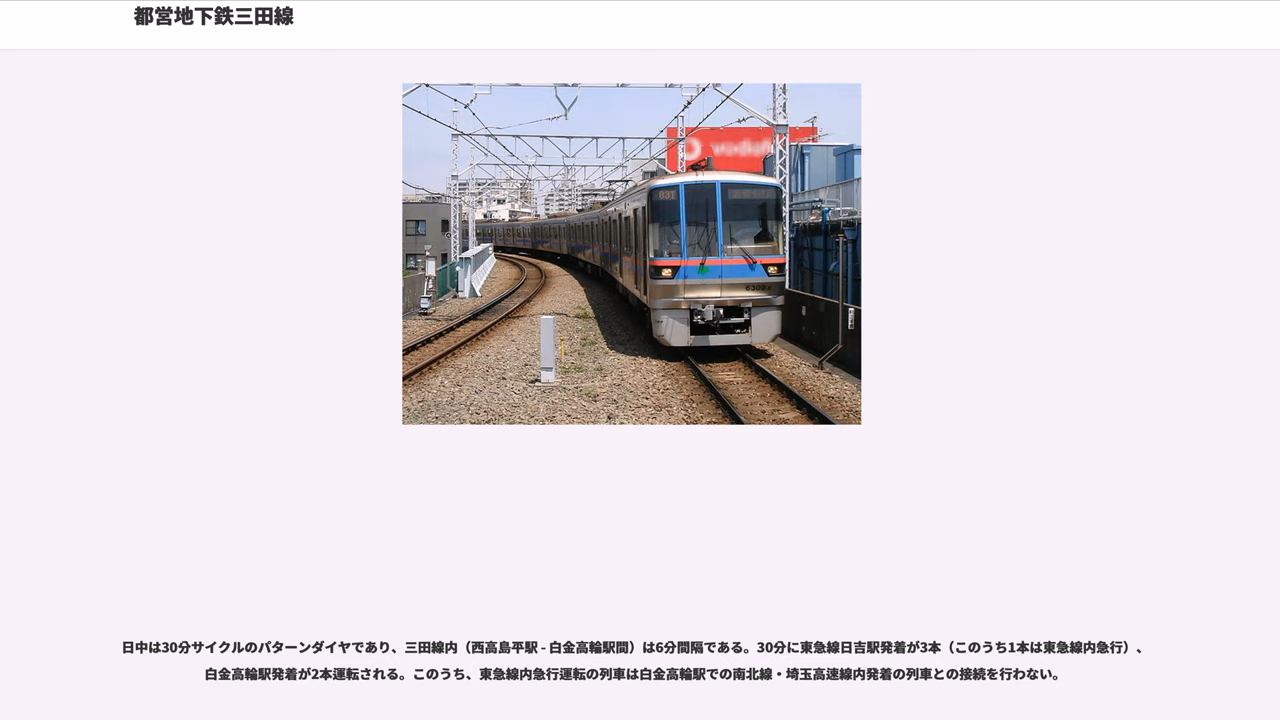 都営地下鉄三田線
日中は30分サイクルのパターンダイヤであり、三田線内（西高島平駅 - 白金高輪駅間）は6分間隔である。30分に東急線日吉駅発着が3本（このうち1本は東急線内急行）、
白金高輪駅発着が2本運転される。このうち、東急線内急行運転の列車は白金高輪駅での南北線・埼玉高速線内発着の列車との接続を行わない。